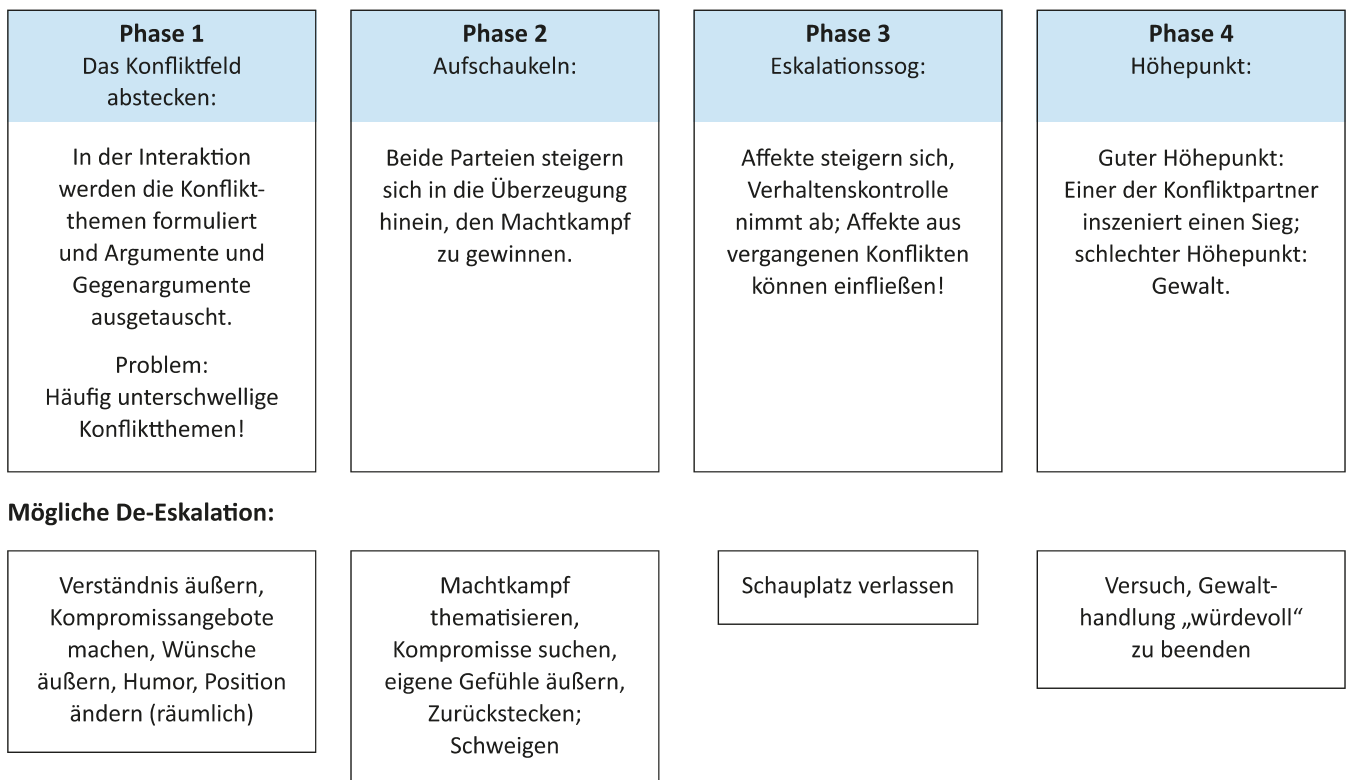 Phase 1
Das Konfliktfeld
abstecken:
In der Interaktion
werden die Konflikt-
themen formuliert
und Argumente und
Gegenargumente
ausgetauscht.
Problem:
Häufig unterschwellige
Konfliktthemen!
Phase 2
Aufschaukeln:
Beide Parteien steigern
sich in die Überzeugung
hinein, den Machtkampf
zu gewinnen.
Phase 3
Eskalationssog:
Affekte steigern sich,
Verhaltenskontrolle
nimmt ab; Affekte aus
vergangenen Konflikten
können einfließen!
Phase 4
Höhepunkt:
Guter Höhepunkt:
Einer der Konfliktpartner
inszeniert einen Sieg;
schlechter Höhepunkt:
Gewalt.
Mögliche De-Eskalation:
Verständnis äußern,
Kompromissangebote
machen, Wünsche
äußern, Humor, Position
ändern (räumlich)
Machtkampf
thematisieren,
Kompromisse suchen,
eigene Gefühle äußern,
Zurückstecken;
Schweigen
Schauplatz verlassen
Versuch, Gewalt-
handlung „würdevoll“
zu beenden